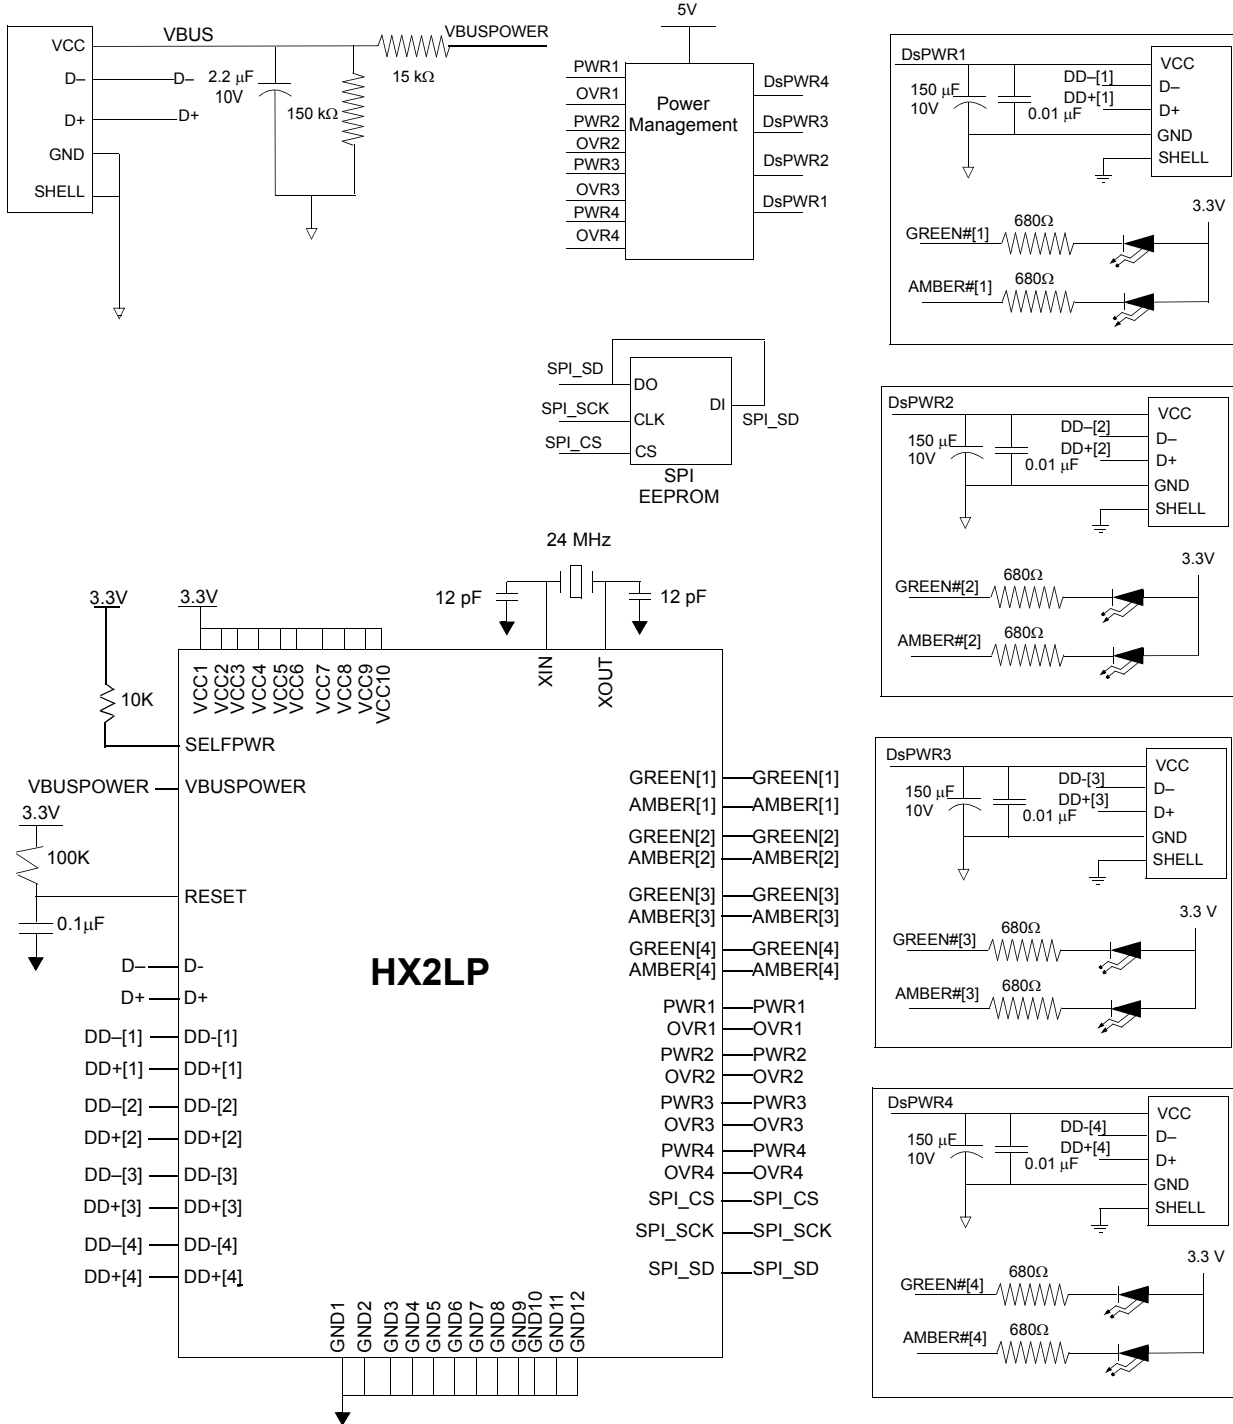 VCC
D–
D+
GND
SHELL
VBUS
D–
D+
2.2 µF
10V
150 kΩ
15 kΩ
VBUSPOWER
5V
PWR1
OVR1
PWR2
OVR2
PWR3
OVR3
PWR4
OVR4
Power
Management
DsPWR4
DsPWR3
DsPWR2
DsPWR1
SPI_SD
SPI_SCK
SPI_CS
DO
CLK
CS
DI
SPI_SD
SPI
EEPROM
24 MHz
12 pF
12 pF
3.3V
3.3V
10K
VCC1
VCC2
VCC3
VCC4
VCC5
VCC6
VCC7
VCC8
VCC9
VCC10
XIN
XOUT
SELFPWR
VBUSPOWER
VBUSPOWER
3.3V
100K
RESET
0.1µF
HX2LP
D– D-
D+ D+
DD–[1] DD-[1]
DD+[1] DD+[1]
DD–[2] DD-[2]
DD+[2] DD+[2]
DD–[3] DD-[3]
DD+[3] DD+[3]
DD–[4] DD-[4]
DD+[4] DD+[4]
GREEN[1] GREEN[1]
AMBER[1] AMBER[1]
GREEN[2] GREEN[2]
AMBER[2] AMBER[2]
GREEN[3] GREEN[3]
AMBER[3] AMBER[3]
GREEN[4] GREEN[4]
AMBER[4] AMBER[4]
PWR1 PWR1
OVR1 OVR1
PWR2 PWR2
OVR2 OVR2
PWR3 PWR3
OVR3 OVR3
PWR4 PWR4
OVR4 OVR4
SPI_CS SPI_CS
SPI_SCK SPI_SCK
SPI_SD SPI_SD
GND1
GND2
GND3
GND4
GND5
GND6
GND7
GND8
GND9
GND10
GND11
GND12
DsPWR1
150 µF
10V
0.01 µF
DD–[1]
DD+[1]
VCC
D–
D+
GND
SHELL
3.3V
680Ω
GREEN#[1]
680Ω
AMBER#[1]
DsPWR2
150 µF
10V
0.01 µF
DD–[2]
DD+[2]
VCC
D–
D+
GND
SHELL
3.3V
680Ω
GREEN#[2]
680Ω
AMBER#[2]
DsPWR3
150 µF
10V
0.01 µF
DD-[3]
DD+[3]
VCC
D–
D+
GND
SHELL
3.3 V
680Ω
GREEN#[3]
680Ω
AMBER#[3]
DsPWR4
150 µF
10V
0.01 µF
DD-[4]
DD+[4]
VCC
D–
D+
GND
SHELL
3.3 V
680Ω
GREEN#[4]
680Ω
AMBER#[4]